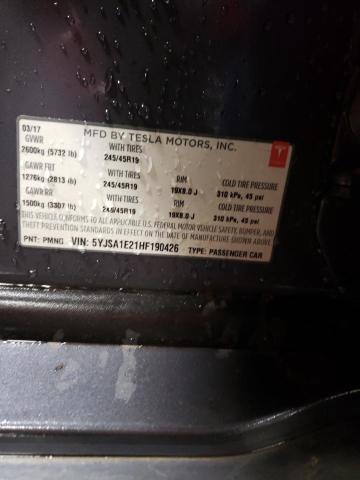 03/17 MFD BY TESLA MOTORS, INC.
GVWR WITH TIRES
2600kg (5732 lb) 245/45R19
GAWR FRT WITH TIRES RIM COLD TIRE PRESSURE
1276kg (2813 lb) 245/45R19 19X8.0 J 310 kPa, 45 psi
GAWR RR WITH TIRES RIM COLD TIRE PRESSURE
1500kg (3307 lb) 245/45R19 19X8.0 J 310 kPa, 45 psi
THIS VEHICLE CONFORMS TO ALL APPLICABLE U.S. FEDERAL MOTOR VEHICLE SAFETY, BUMPER, AND
THEFT PREVENTION STANDARDS IN EFFECT ON THE DATE OF MANUFACTURE SHOWN ABOVE.
PNT: PMNG VIN: 5YJSA1E21HF190426 TYPE: PASSENGER CAR